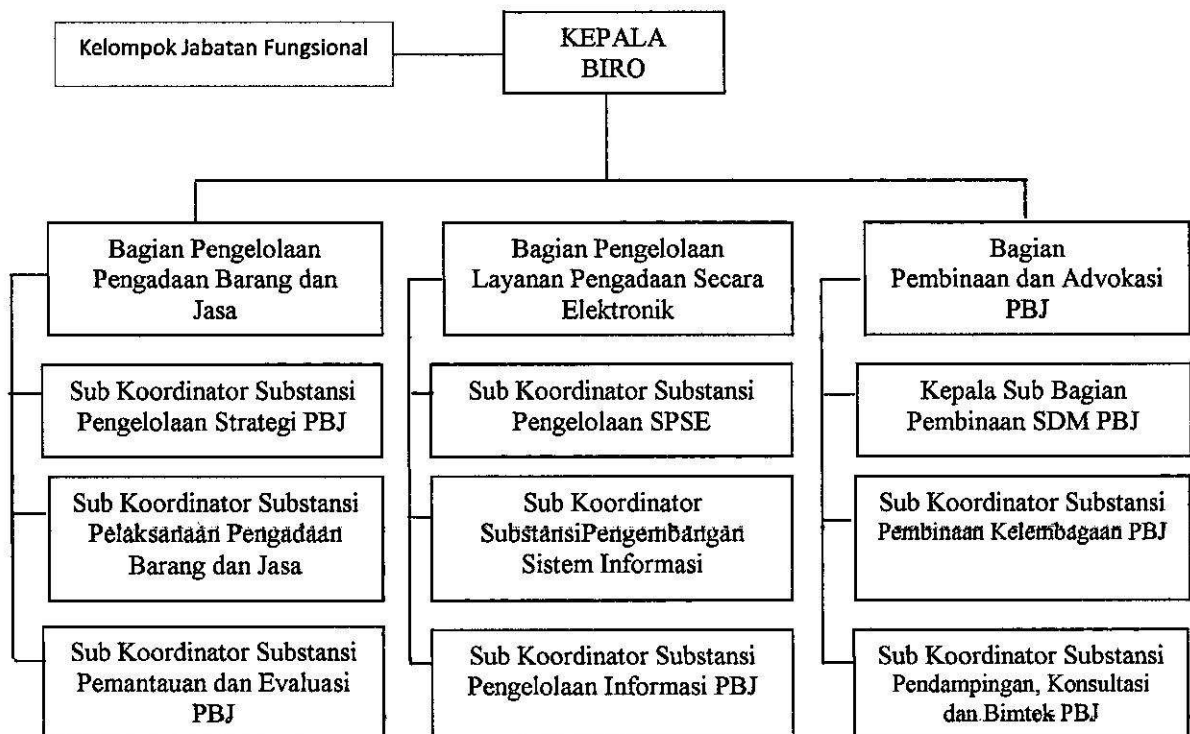 Kelompok Jabatan Fungsional
KEPALA
BIRO
Bagian Pengelolaan
Pengadaan Barang dan
Jasa
Sub Koordinator Substansi
Pengelolaan Strategi PBJ
Sub Koordinator Substansi
Pelaksanaan Pengadaan
Barang dan Jasa
Sub Koordinator Substansi
Pemantauan dan Evaluasi
PBJ
Bagian Pengelolaan
Layanan Pengadaan Secara
Elektronik
Sub Koordinator Substansi
Pengelolaan SPSE
Sub Koordinator
SubstansiPengembangan
Sistem Informasi
Sub Koordinator Substansi
Pengelolaan Informasi PBJ
Bagian
Pembinaan dan Advokasi
PBJ
Kepala Sub Bagian
Pembinaan SDM PBJ
Sub Koordinator Substansi
Pembinaan Kelembagaan PBJ
Sub Koordinator Substansi
Pendampingan, Konsultasi
dan Bimtek PBJ